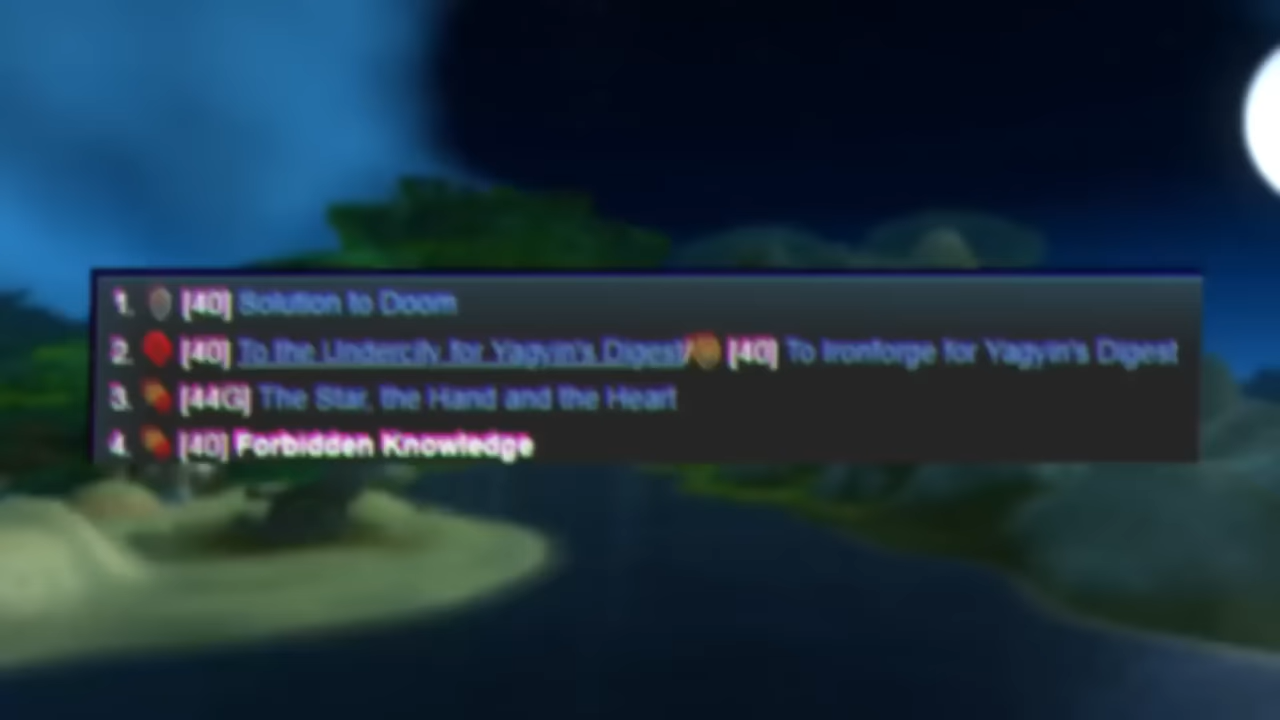 1. [40] Solution to Doom
2. [40] To the Undercity for Yagyin's Digest/ [40] To Ironforge for Yagyin's Digest
3. [44G] The Star, the Hand and the Heart
4. [40] Forbidden Knowledge